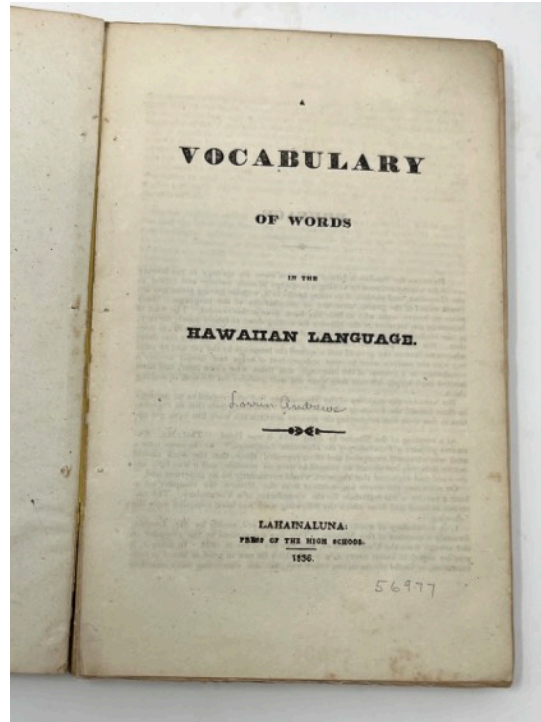 A
VOCABULARY
OF WORDS
IN THE
HAWAIIAN LANGUAGE.
Lorrin Andrews
LAHAINALUNA:
PRESS OF THE HIGH SCHOOL.
1836.
56977